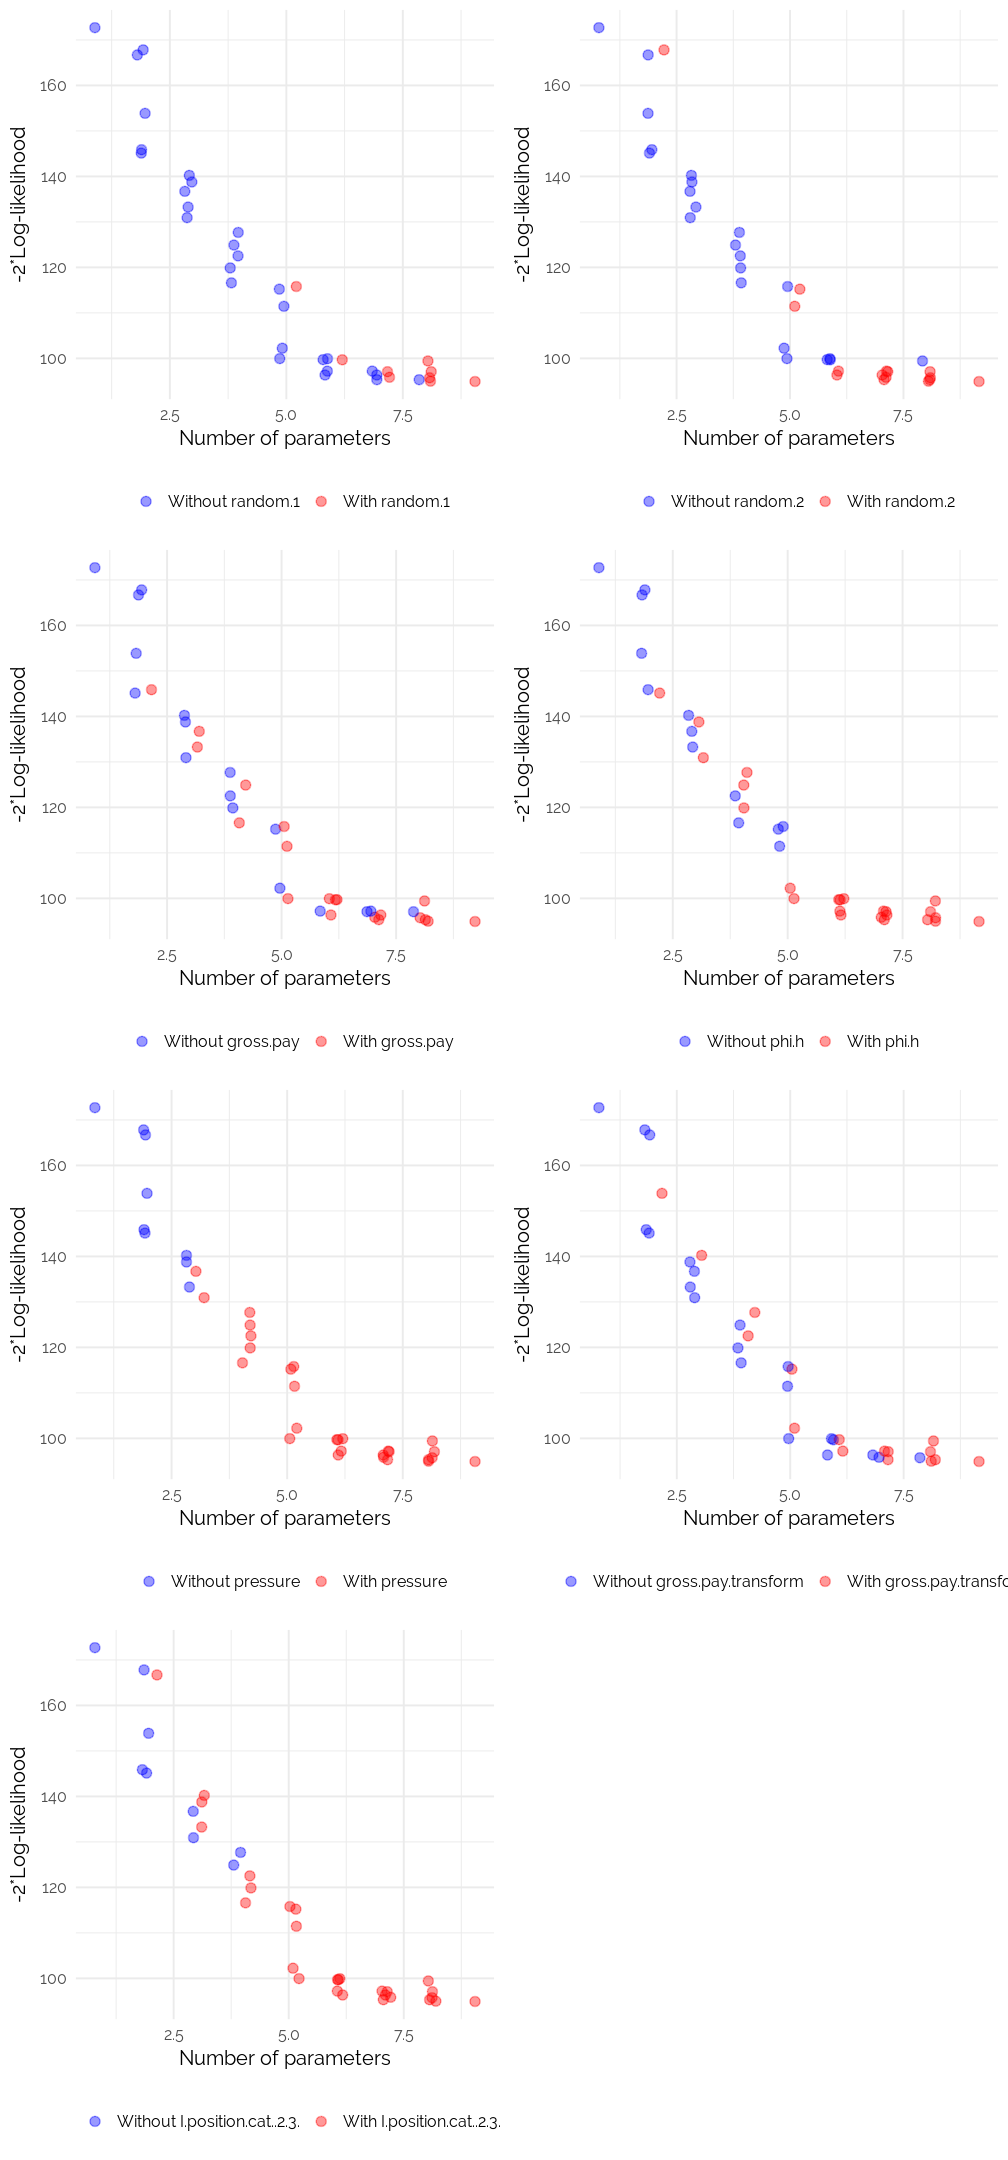 160
140
120
100
-2*Log-likelihood
2.5 5.0 7.5
Number of parameters
Without random.1 With random.1
160
140
120
100
-2*Log-likelihood
2.5 5.0 7.5
Number of parameters
Without random.2 With random.2
160
140
120
100
-2*Log-likelihood
2.5 5.0 7.5
Number of parameters
Without gross.pay With gross.pay
160
140
120
100
-2*Log-likelihood
2.5 5.0 7.5
Number of parameters
Without phi.h With phi.h
160
140
120
100
-2*Log-likelihood
2.5 5.0 7.5
Number of parameters
Without pressure With pressure
160
140
120
100
-2*Log-likelihood
2.5 5.0 7.5
Number of parameters
Without gross.pay.transform With gross.pay.transfo
160
140
120
100
-2*Log-likelihood
2.5 5.0 7.5
Number of parameters
Without I.position.cat..2.3. With I.position.cat..2.3.